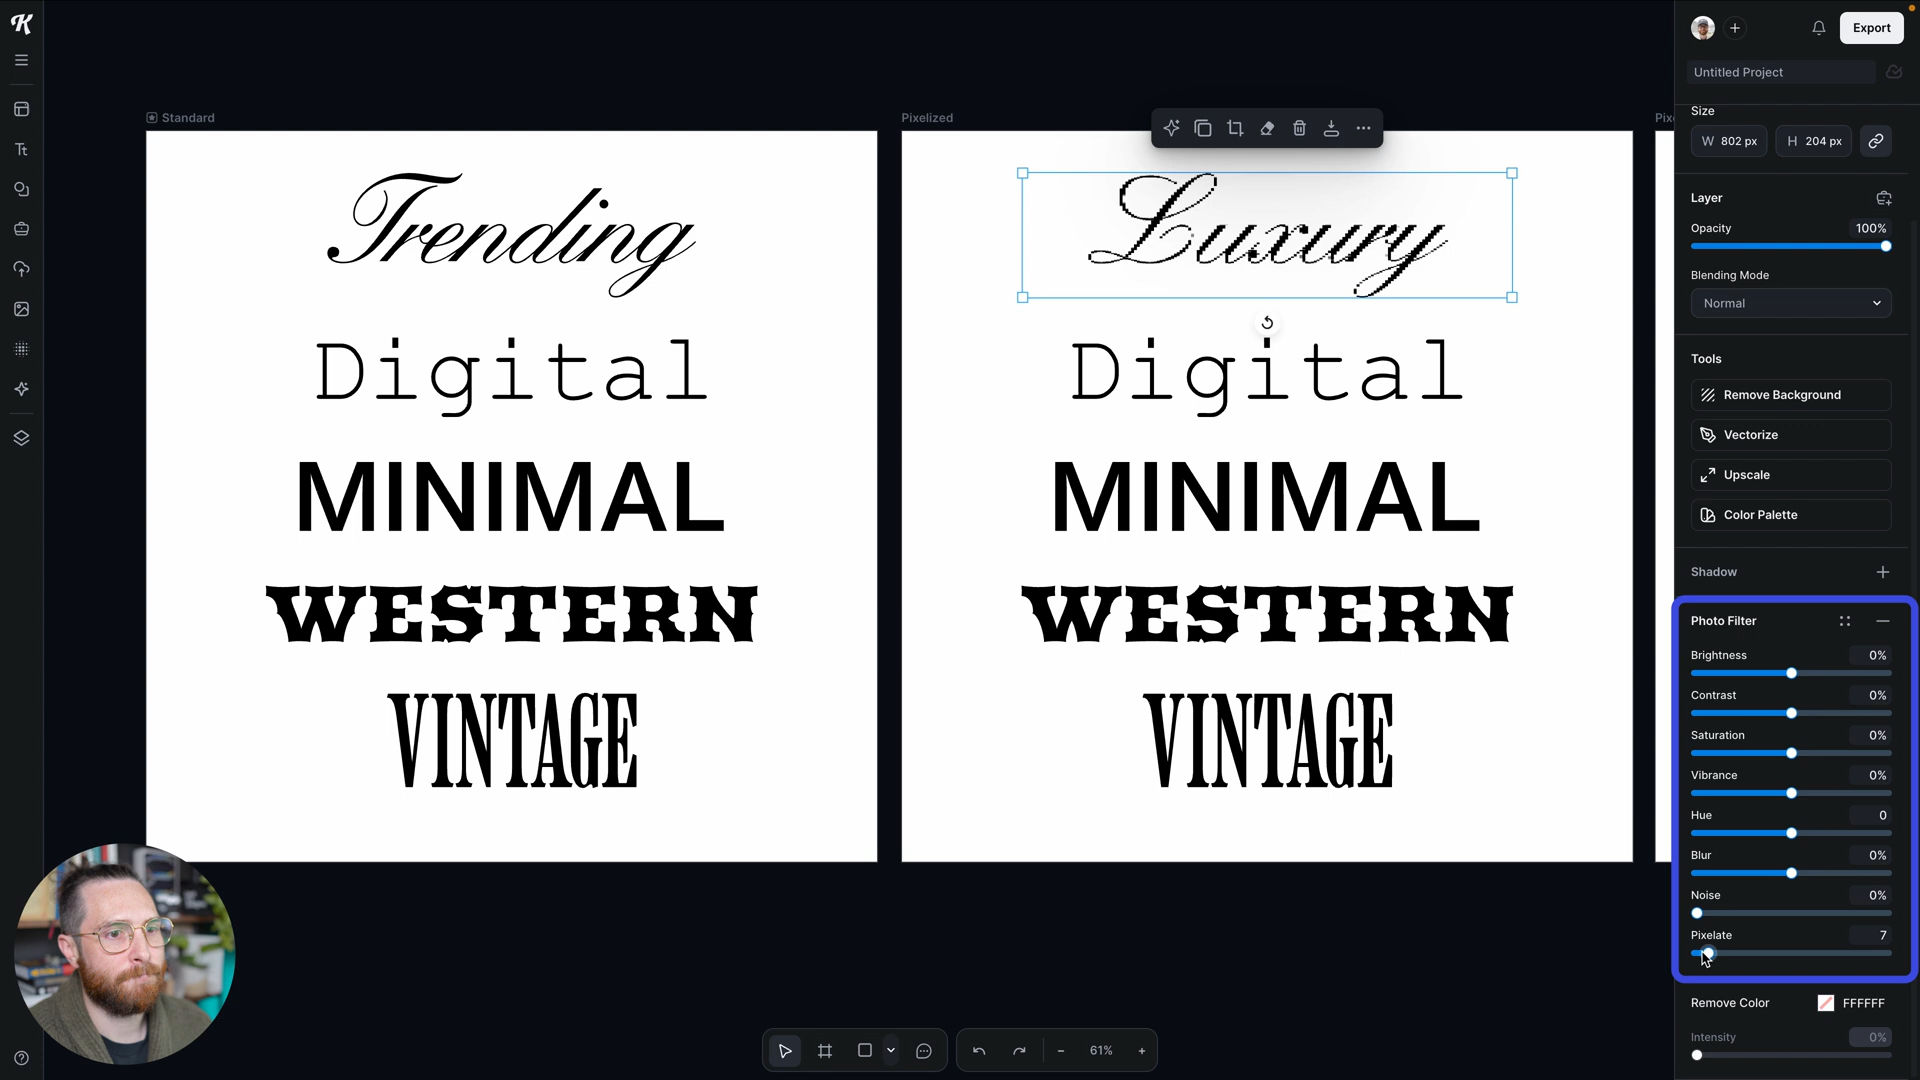 Export
Untitled Project
Size
W 802 px
H 204 px
Standard
Pixelized
Layer
Opacity 100%
Blending Mode
Normal
Trending
Digital
MINIMAL
WESTERN
VINTAGE
Luxury
Digital
MINIMAL
WESTERN
VINTAGE
Tools
Remove Background
Vectorize
Upscale
Color Palette
Shadow
Photo Filter
Brightness 0%
Contrast 0%
Saturation 0%
Vibrance 0%
Hue 0
Blur 0%
Noise 0%
Pixelate 7
Remove Color FFFFFF
Intensity 0%
61%